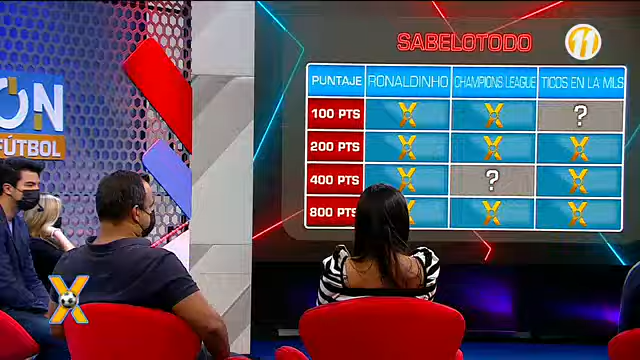 11
SABELOTODO
PUNTAJE RONALDINHO CHAMPIONS LEAGUE TICOS EN LA MLS
100 PTS X X ?
200 PTS X X X
400 PTS X ? X
800 PTS X X
ON
FÚTBOL
X